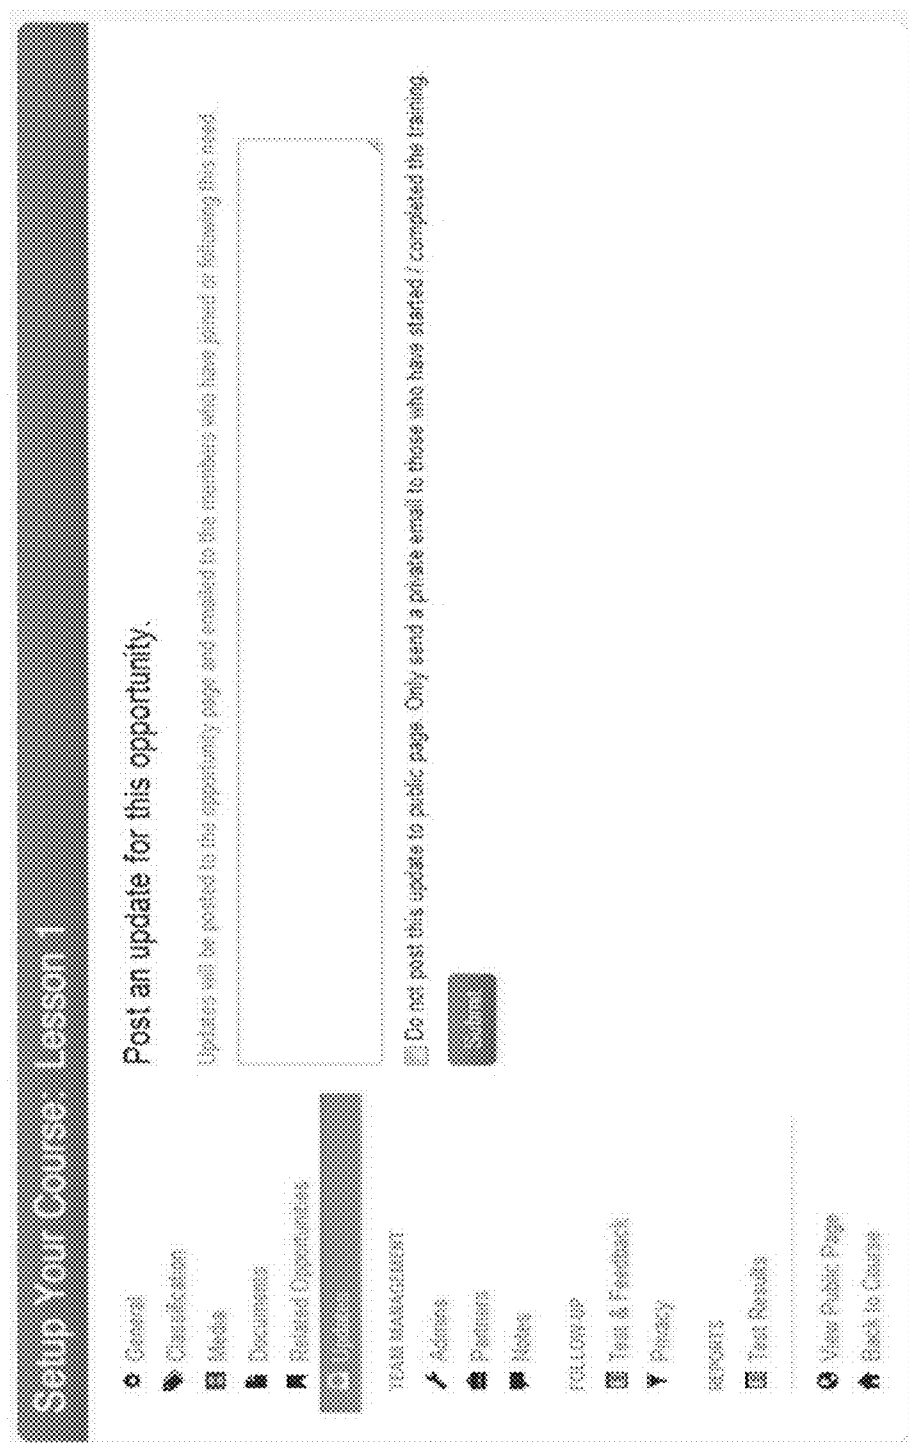 Setup Your Course: Lesson 1
General
Classification
Media
Documents
Related Opportunities
TEAM MANAGEMENT
Admins
Partners
Notes
FOLLOW-UP
Test & Feedback
Privacy
REPORTS
Test Results
View Public Page
Back to Course
Post an update for this opportunity.
Updates will be posted to the opportunity page and emailed to the members who have joined or following this need.
Do not post this update to public page. Only send a private email to those who have started / completed the training.